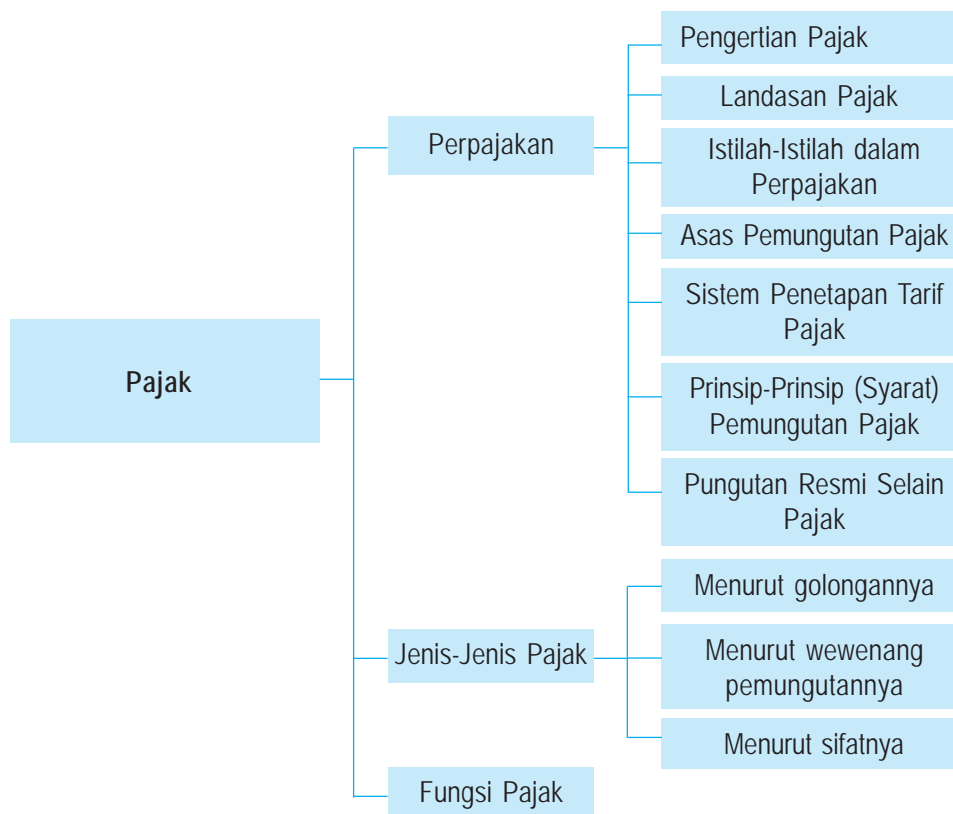 Pajak
Perpajakan
Pengertian Pajak
Landasan Pajak
Istilah-Istilah dalam
Perpajakan
Asas Pemungutan Pajak
Sistem Penetapan Tarif
Pajak
Prinsip-Prinsip (Syarat)
Pemungutan Pajak
Pungutan Resmi Selain
Pajak
Jenis-Jenis Pajak
Menurut golongannya
Menurut wewenang
pemungutannya
Menurut sifatnya
Fungsi Pajak